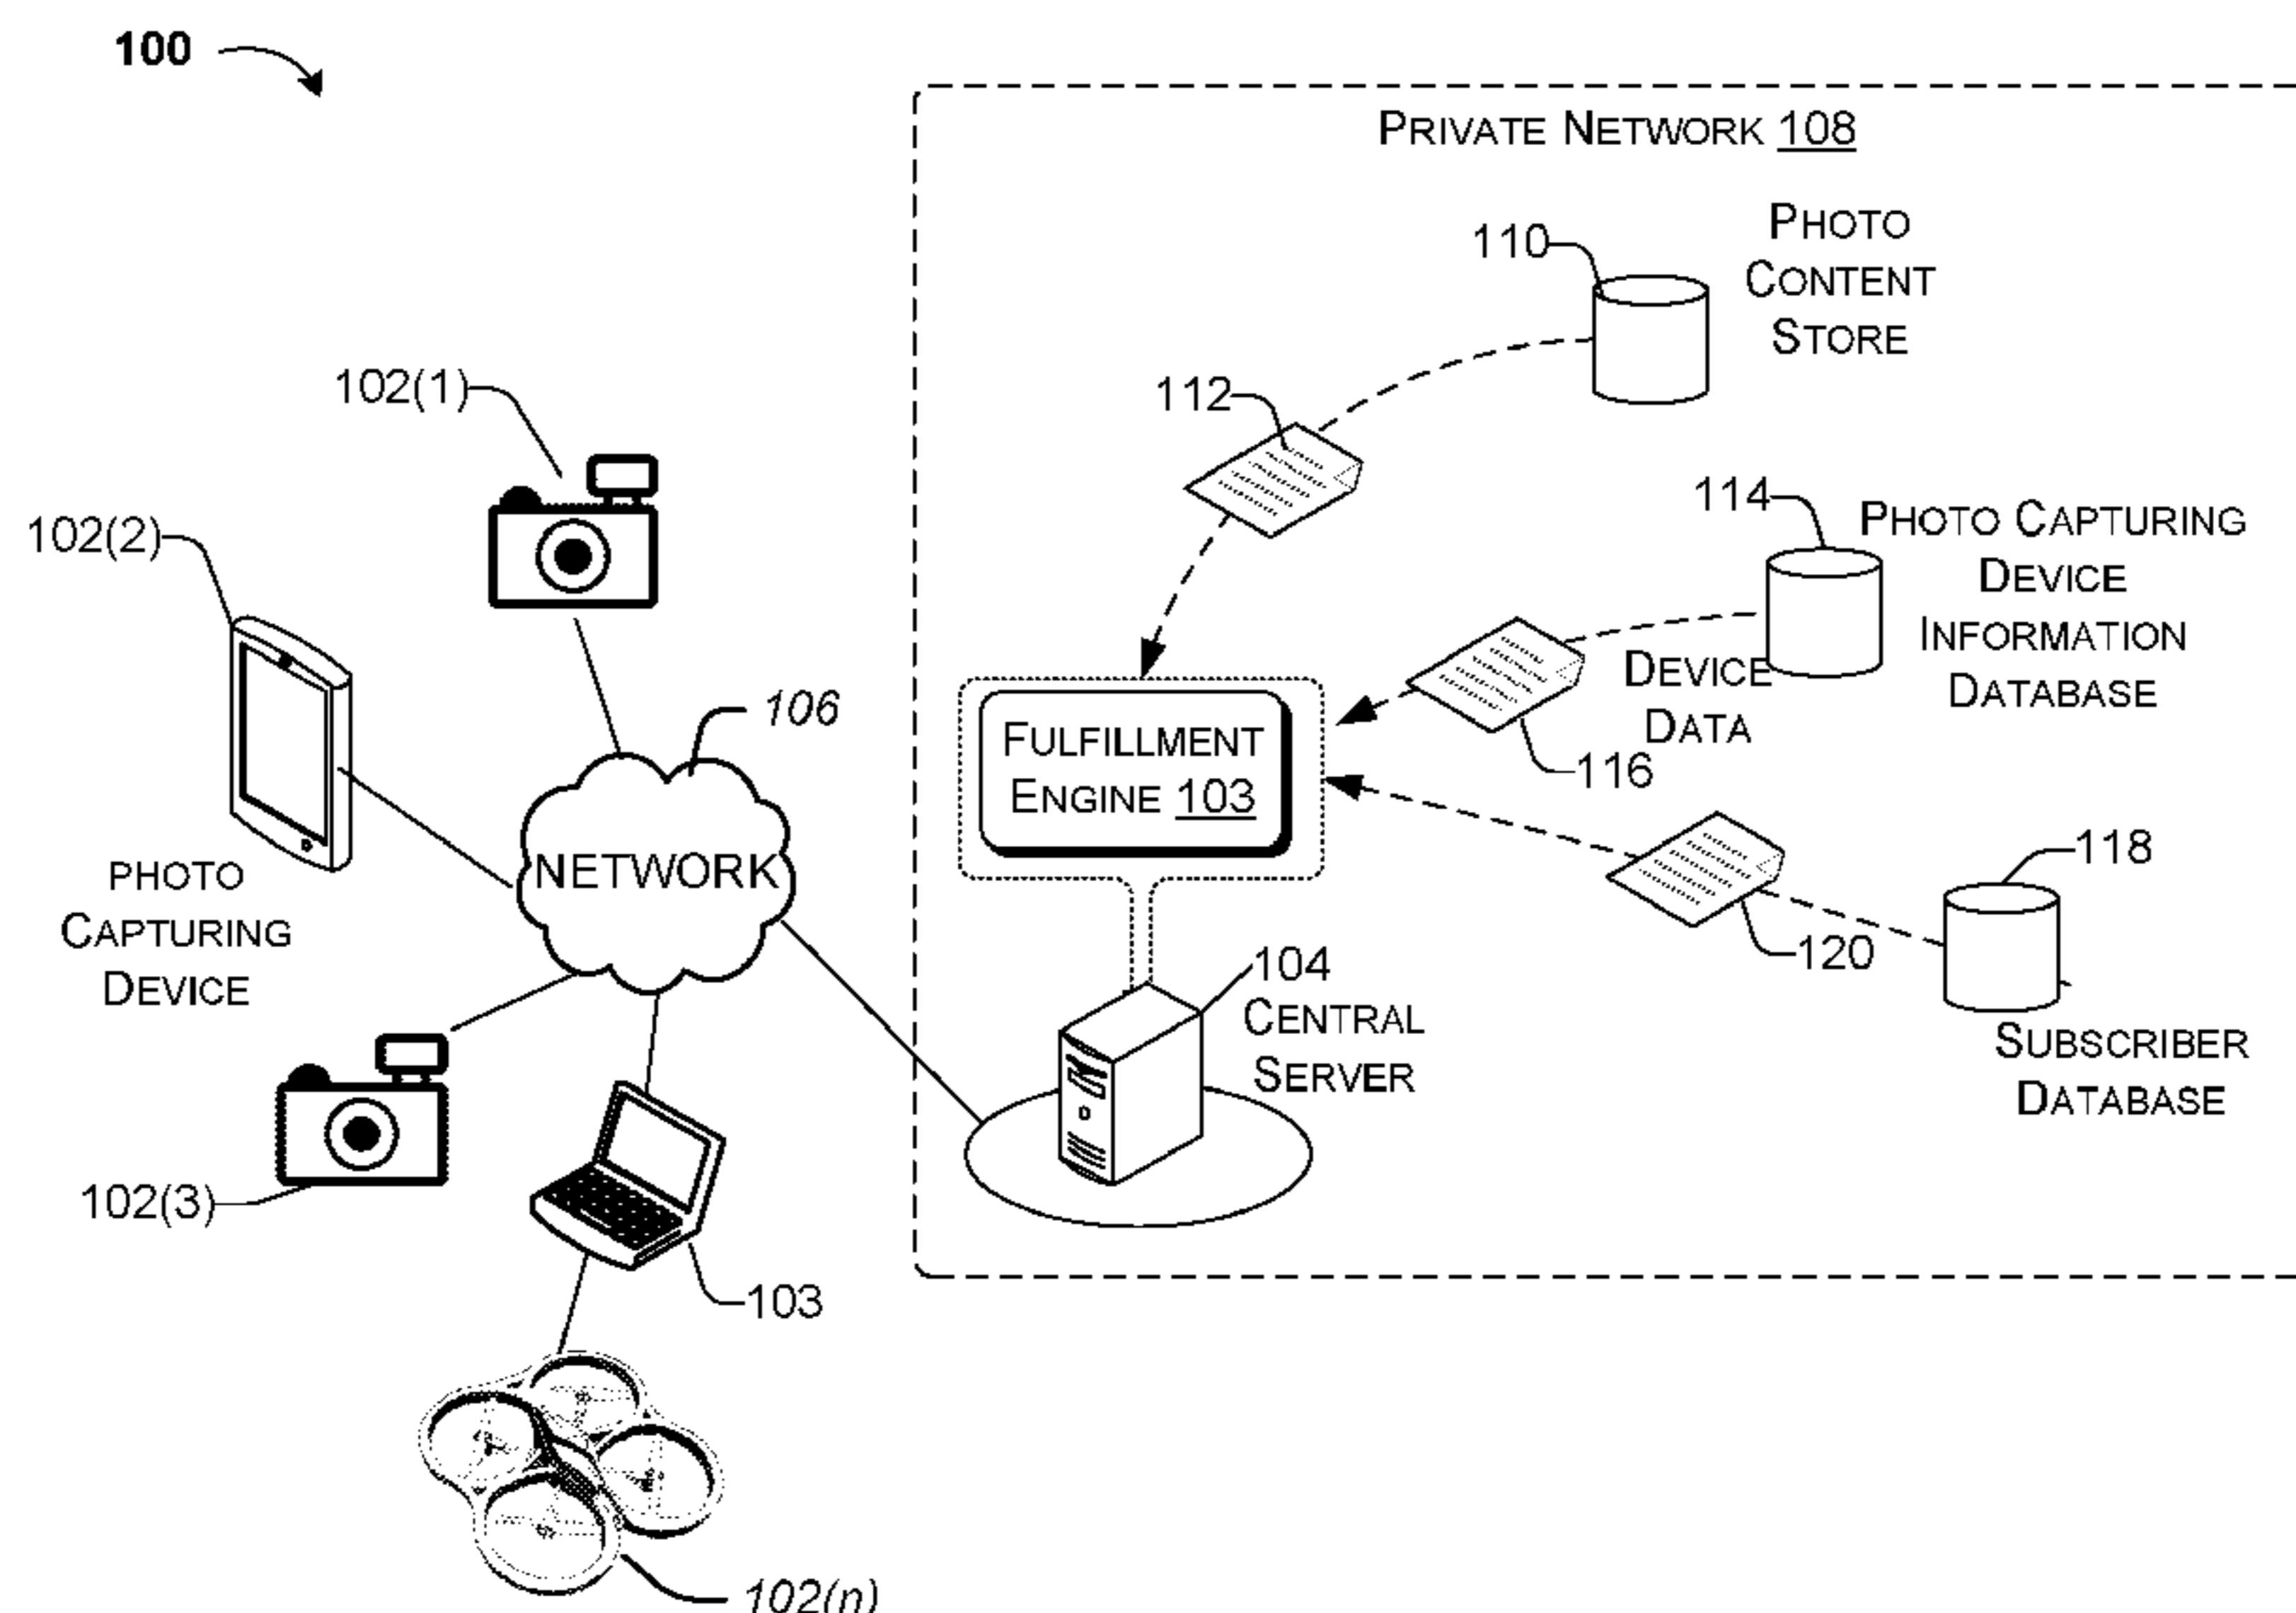 100
PRIVATE NETWORK 108
110
PHOTO
CONTENT
STORE
112
102(1)
114
PHOTO CAPTURING
DEVICE
INFORMATION
DATABASE
102(2)
DEVICE
DATA
116
106
FULFILLMENT
ENGINE 103
NETWORK
118
120
PHOTO
CAPTURING
DEVICE
104
CENTRAL
SERVER
SUBSCRIBER
DATABASE
102(3)
103
102(n)